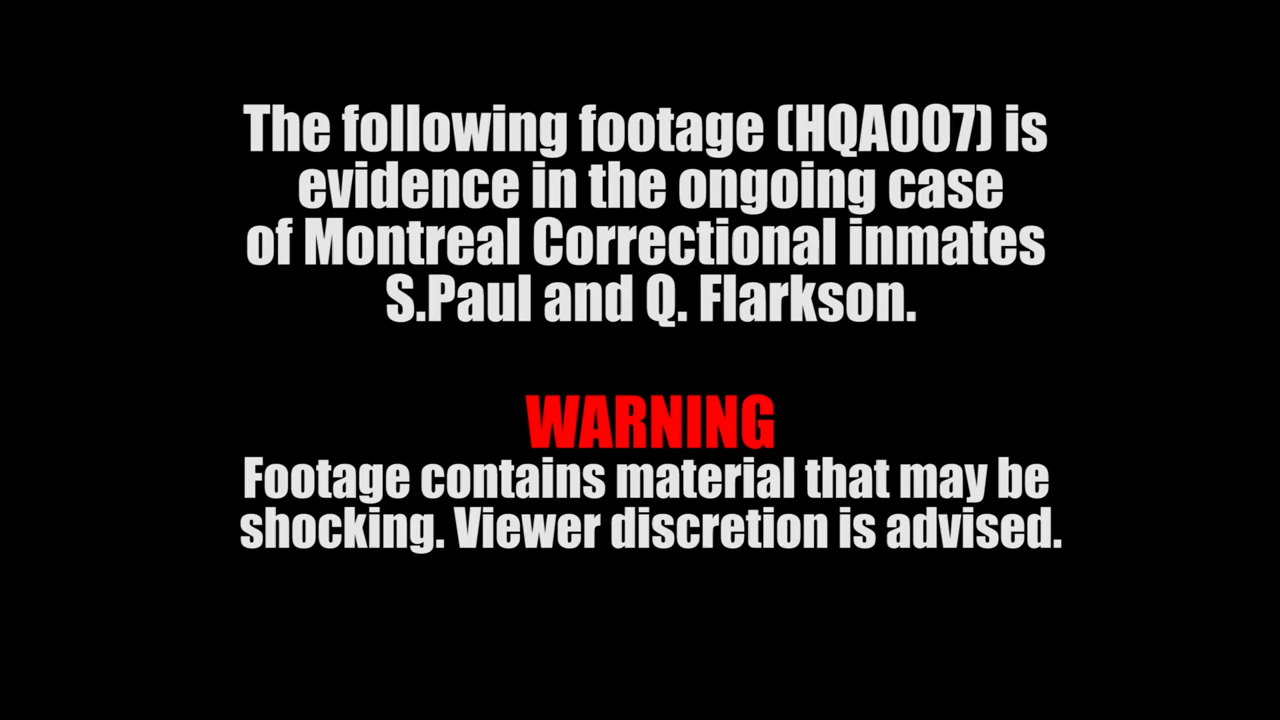 The following footage (HQA007) is
evidence in the ongoing case
of Montreal Correctional inmates
S.Paul and Q. Flarkson.
WARNING
Footage contains material that may be
shocking. Viewer discretion is advised.